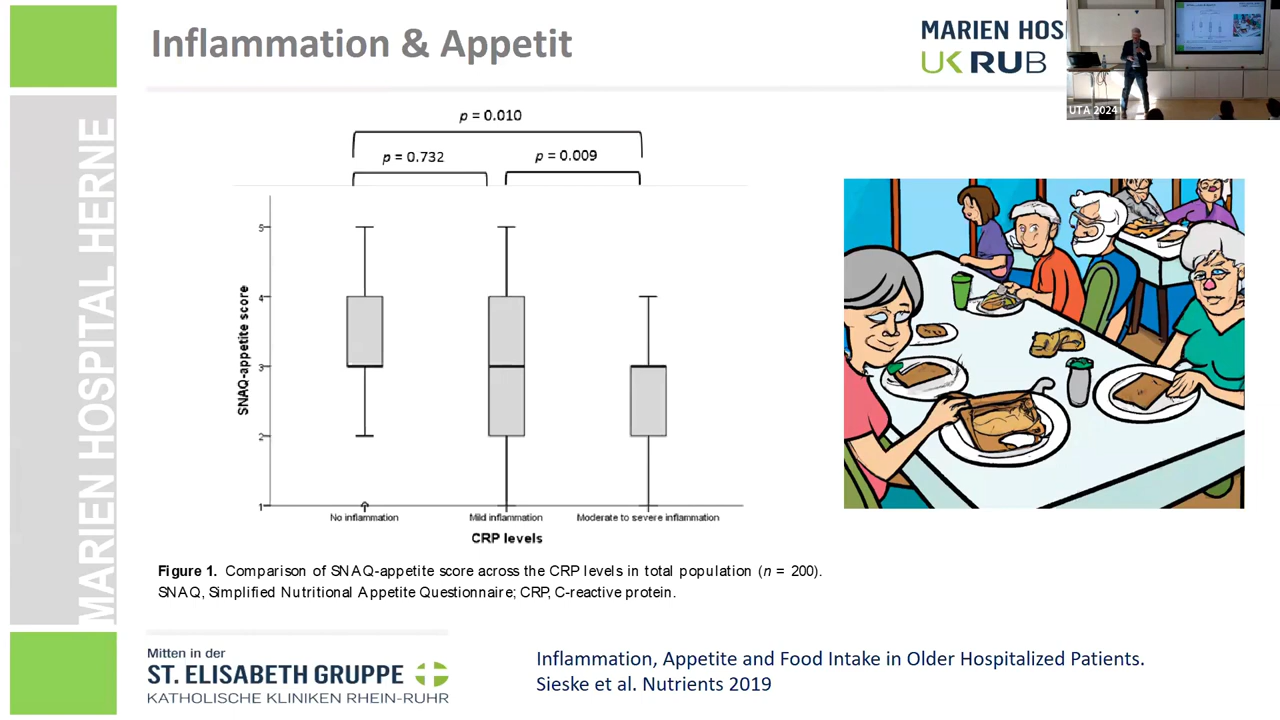 Inflammation & Appetit
MARIEN HOS
UK RUB
UTA 2024
MARIEN HOSPITAL HERNE
p = 0.010
p = 0.732
p = 0.009
SNAQ-appetite score
5
4
3
2
1
No inflammation
Mild inflammation
Moderate to severe inflammation
CRP levels
Figure 1. Comparison of SNAQ-appetite score across the CRP levels in total population (n = 200).
SNAQ, Simplified Nutritional Appetite Questionnaire; CRP, C-reactive protein.
Mitten in der
ST. ELISABETH GRUPPE
KATHOLISCHE KLINIKEN RHEIN-RUHR
Inflammation, Appetite and Food Intake in Older Hospitalized Patients.
Sieske et al. Nutrients 2019